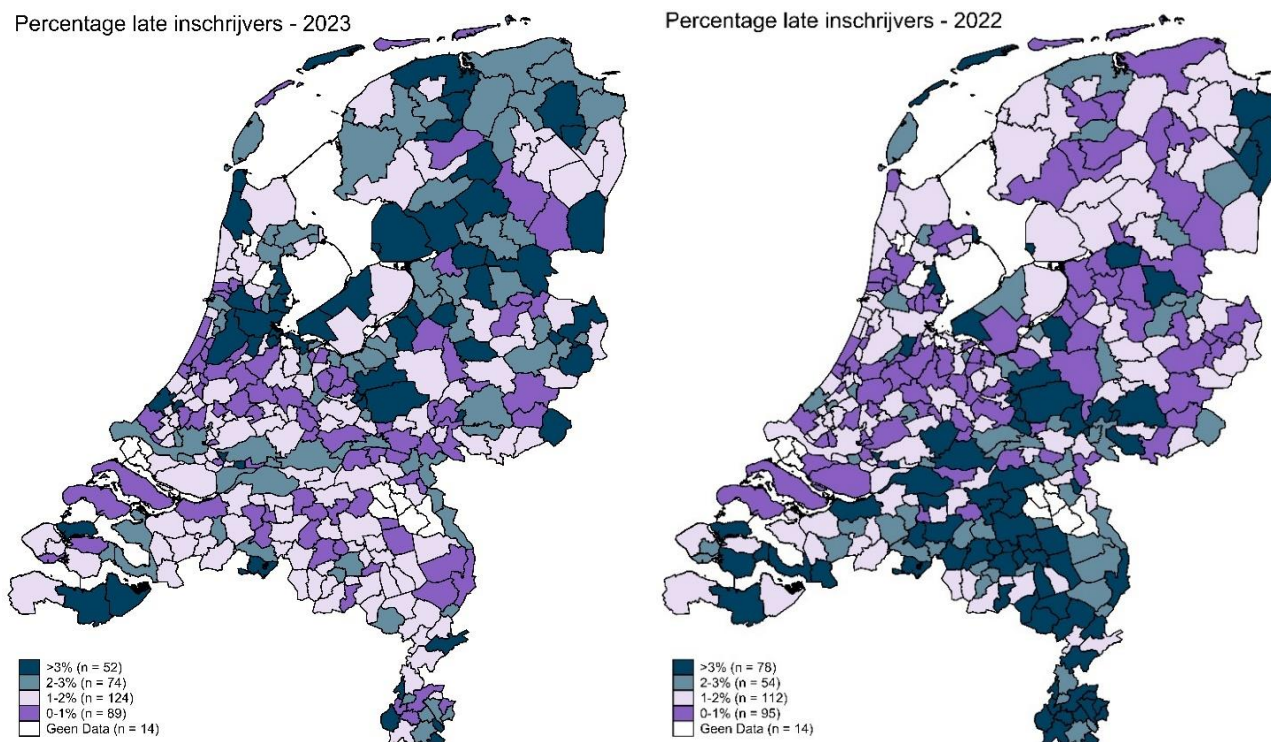 Percentage late inschrijvers - 2023
>3% (n = 52)
2-3% (n = 74)
1-2% (n = 124)
0-1% (n = 89)
Geen Data (n = 14)
Percentage late inschrijvers - 2022
>3% (n = 78)
2-3% (n = 54)
1-2% (n = 112)
0-1% (n = 95)
Geen Data (n = 14)